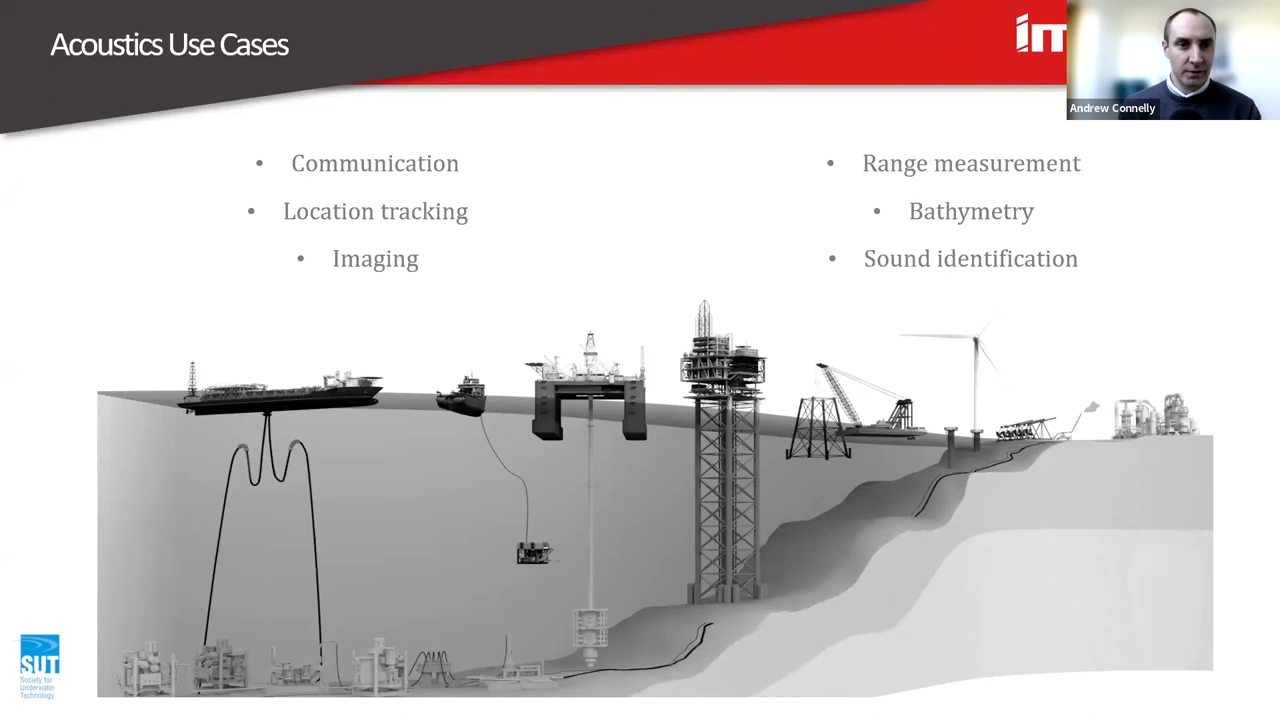 Acoustics Use Cases
im
Andrew Connelly
• Communication
• Location tracking
• Imaging
• Range measurement
• Bathymetry
• Sound identification
SUT
Society for
Underwater
Technology